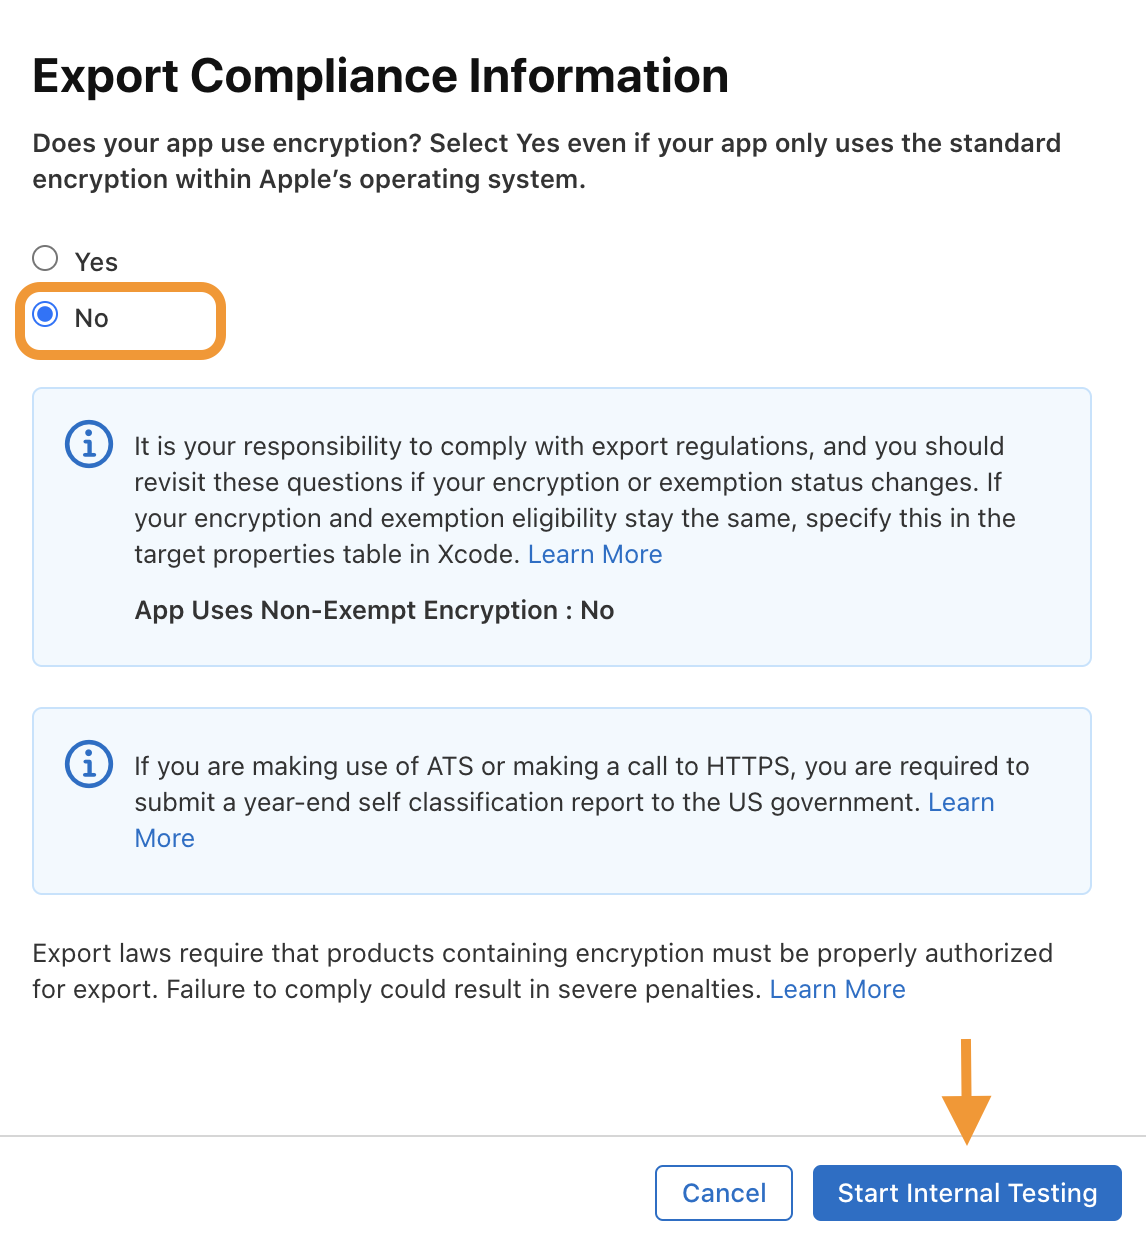 Export Compliance Information
Does your app use encryption? Select Yes even if your app only uses the standard
encryption within Apple’s operating system.
Yes
No
It is your responsibility to comply with export regulations, and you should
revisit these questions if your encryption or exemption status changes. If
your encryption and exemption eligibility stay the same, specify this in the
target properties table in Xcode. Learn More
App Uses Non-Exempt Encryption : No
If you are making use of ATS or making a call to HTTPS, you are required to
submit a year-end self classification report to the US government. Learn
More
Export laws require that products containing encryption must be properly authorized
for export. Failure to comply could result in severe penalties. Learn More
Cancel
Start Internal Testing